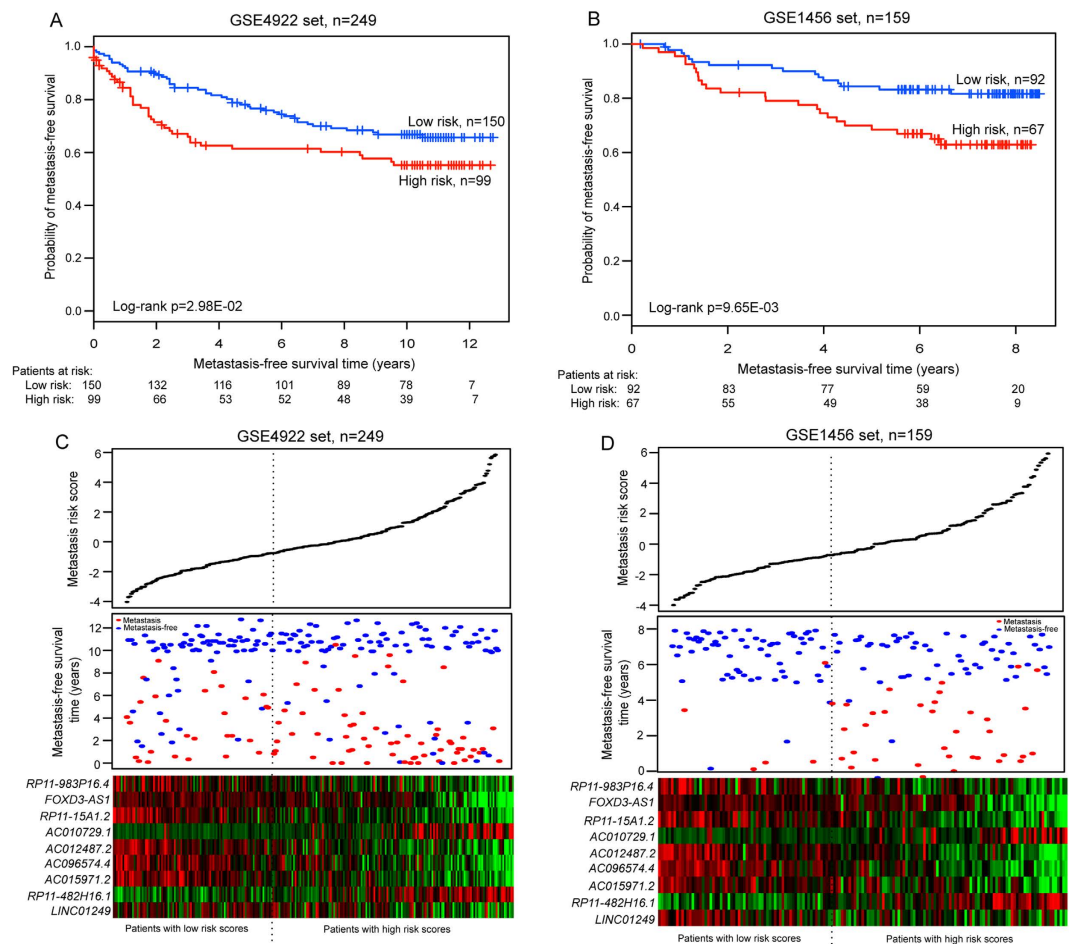 A
GSE4922 set, n=249
Probability of metastasis-free survival
1.0
0.8
0.6
0.4
0.2
0.0
Low risk, n=150
High risk, n=99
Log-rank p=2.98E-02
0 2 4 6 8 10 12
Metastasis-free survival time (years)
Patients at risk:
Low risk: 150 132 116 101 89 78 7
High risk: 99 66 53 52 48 39 7
B
GSE1456 set, n=159
Probability of metastasis-free survival
1.0
0.8
0.6
0.4
0.2
0.0
Low risk, n=92
High risk, n=67
Log-rank p=9.65E-03
0 2 4 6 8
Metastasis-free survival time (years)
Patients at risk:
Low risk: 92 83 77 59 20
High risk: 67 55 49 38 9
C
GSE4922 set, n=249
Metastasis risk score
6
4
2
0
-2
-4
Metastasis-free survival
time (years)
12
10
8
6
4
2
0
Metastasis
Metastasis-free
RP11-983P16.4
FOXD3-AS1
RP11-15A1.2
AC010729.1
AC012487.2
AC096574.4
AC015971.2
RP11-482H16.1
LINC01249
Patients with low risk scores
Patients with high risk scores
D
GSE1456 set, n=159
Metastasis risk score
6
4
2
0
-2
-4
Metastasis-free survival
time (years)
8
6
4
2
0
Metastasis
Metastasis-free
RP11-983P16.4
FOXD3-AS1
RP11-15A1.2
AC010729.1
AC012487.2
AC096574.4
AC015971.2
RP11-482H16.1
LINC01249
Patients with low risk scores
Patients with high risk scores